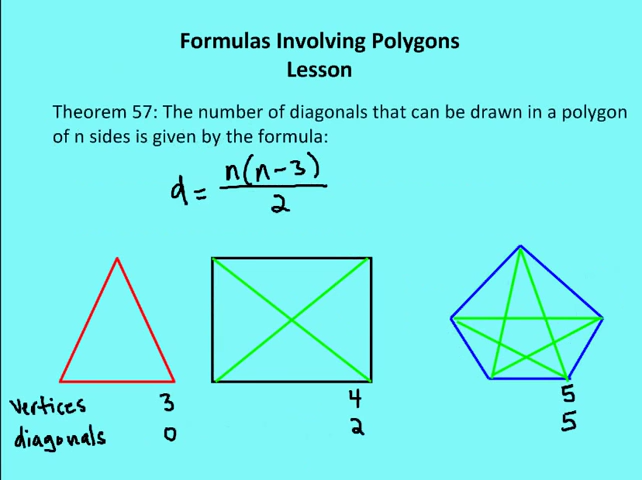 Formulas Involving Polygons
Lesson
Theorem 57: The number of diagonals that can be drawn in a polygon
of n sides is given by the formula:
d = n(n-3)/2
vertices 3 4 5
diagonals 0 2 5